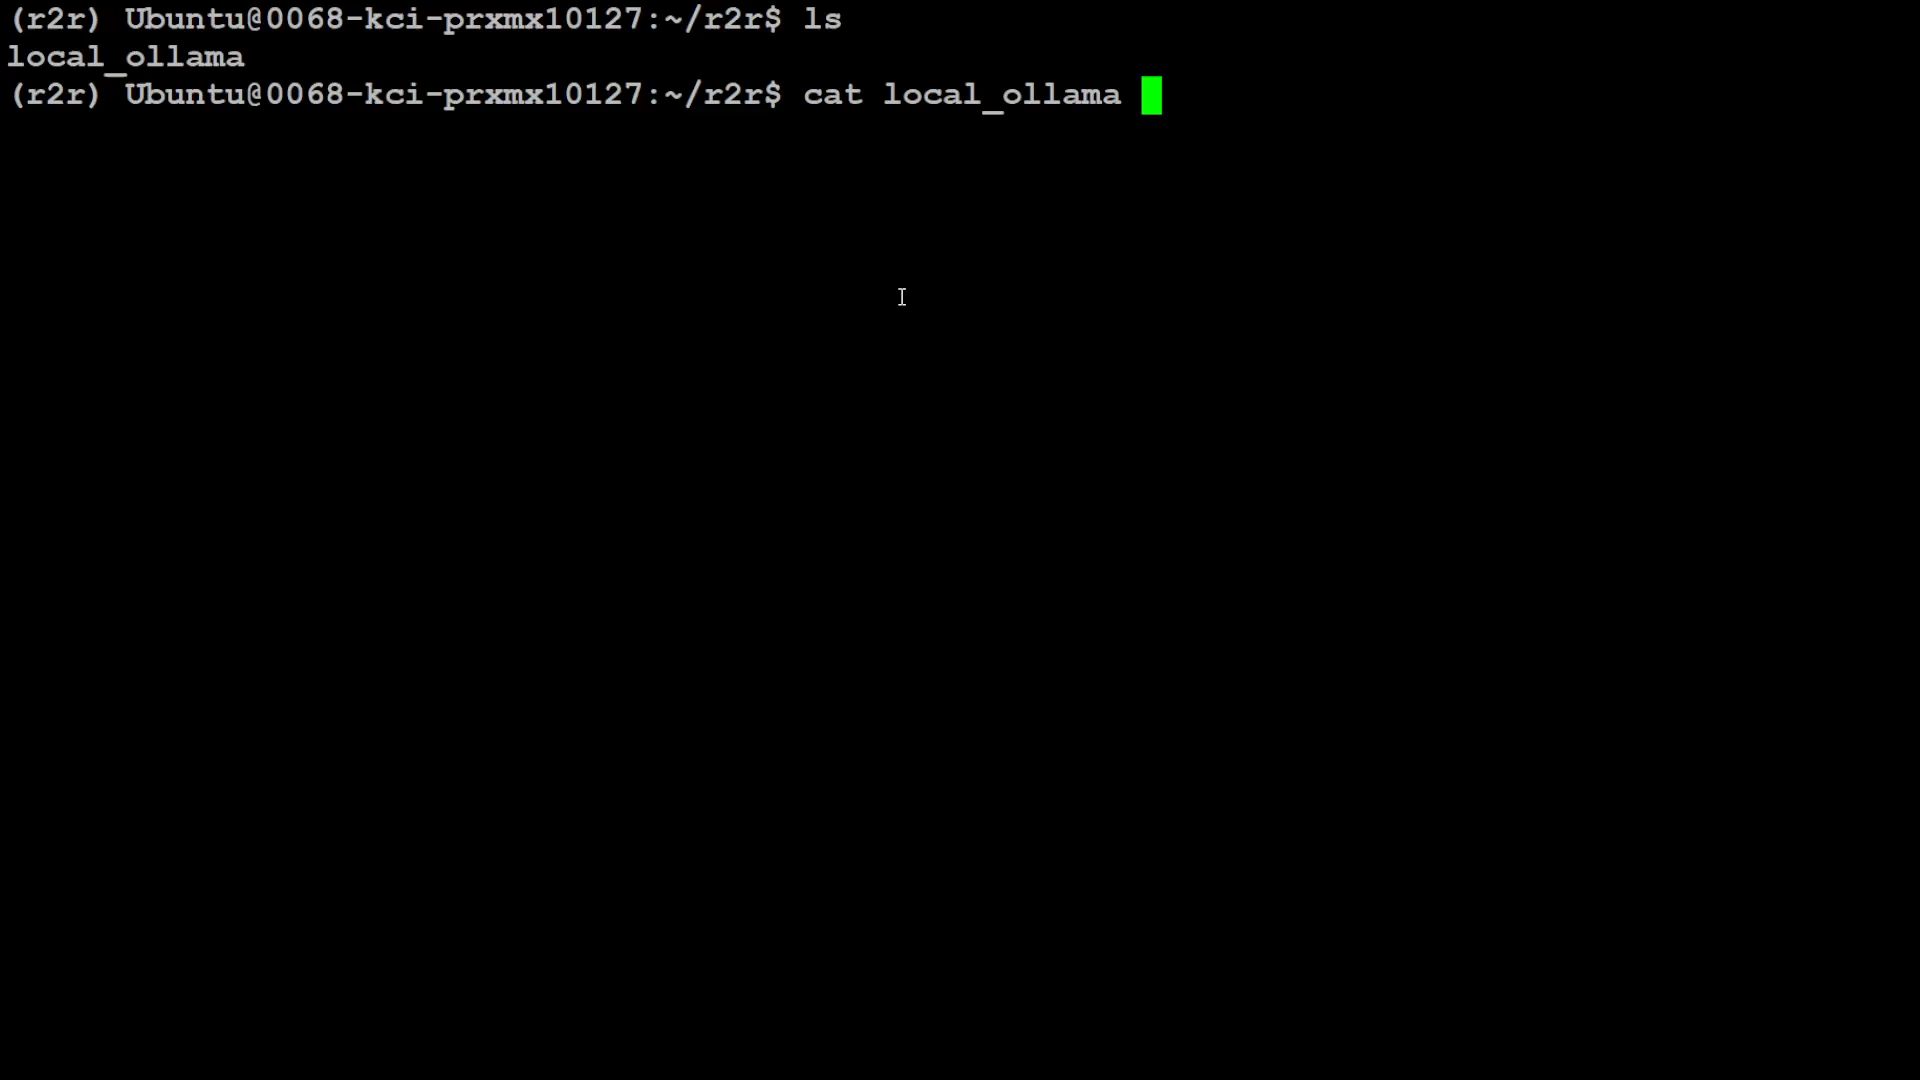 (r2r) Ubuntu@0068-kci-prxmx10127:~/r2r$ ls
local_ollama
(r2r) Ubuntu@0068-kci-prxmx10127:~/r2r$ cat local_ollama